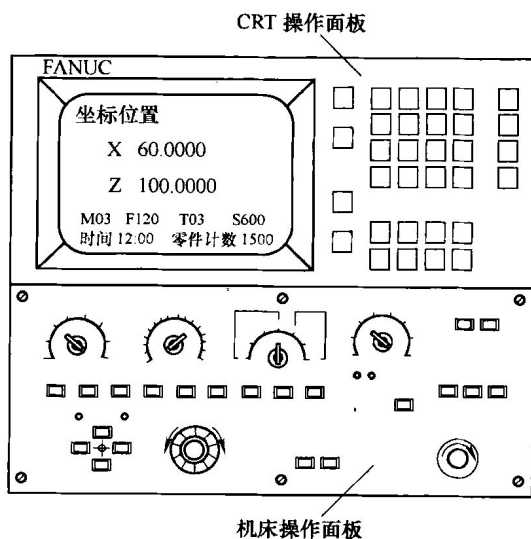 CRT 操作面板
FANUC
坐标位置
X 60.0000
Z 100.0000
M03 F120 T03 S600
时间 12:00 零件计数 1500
机床操作面板